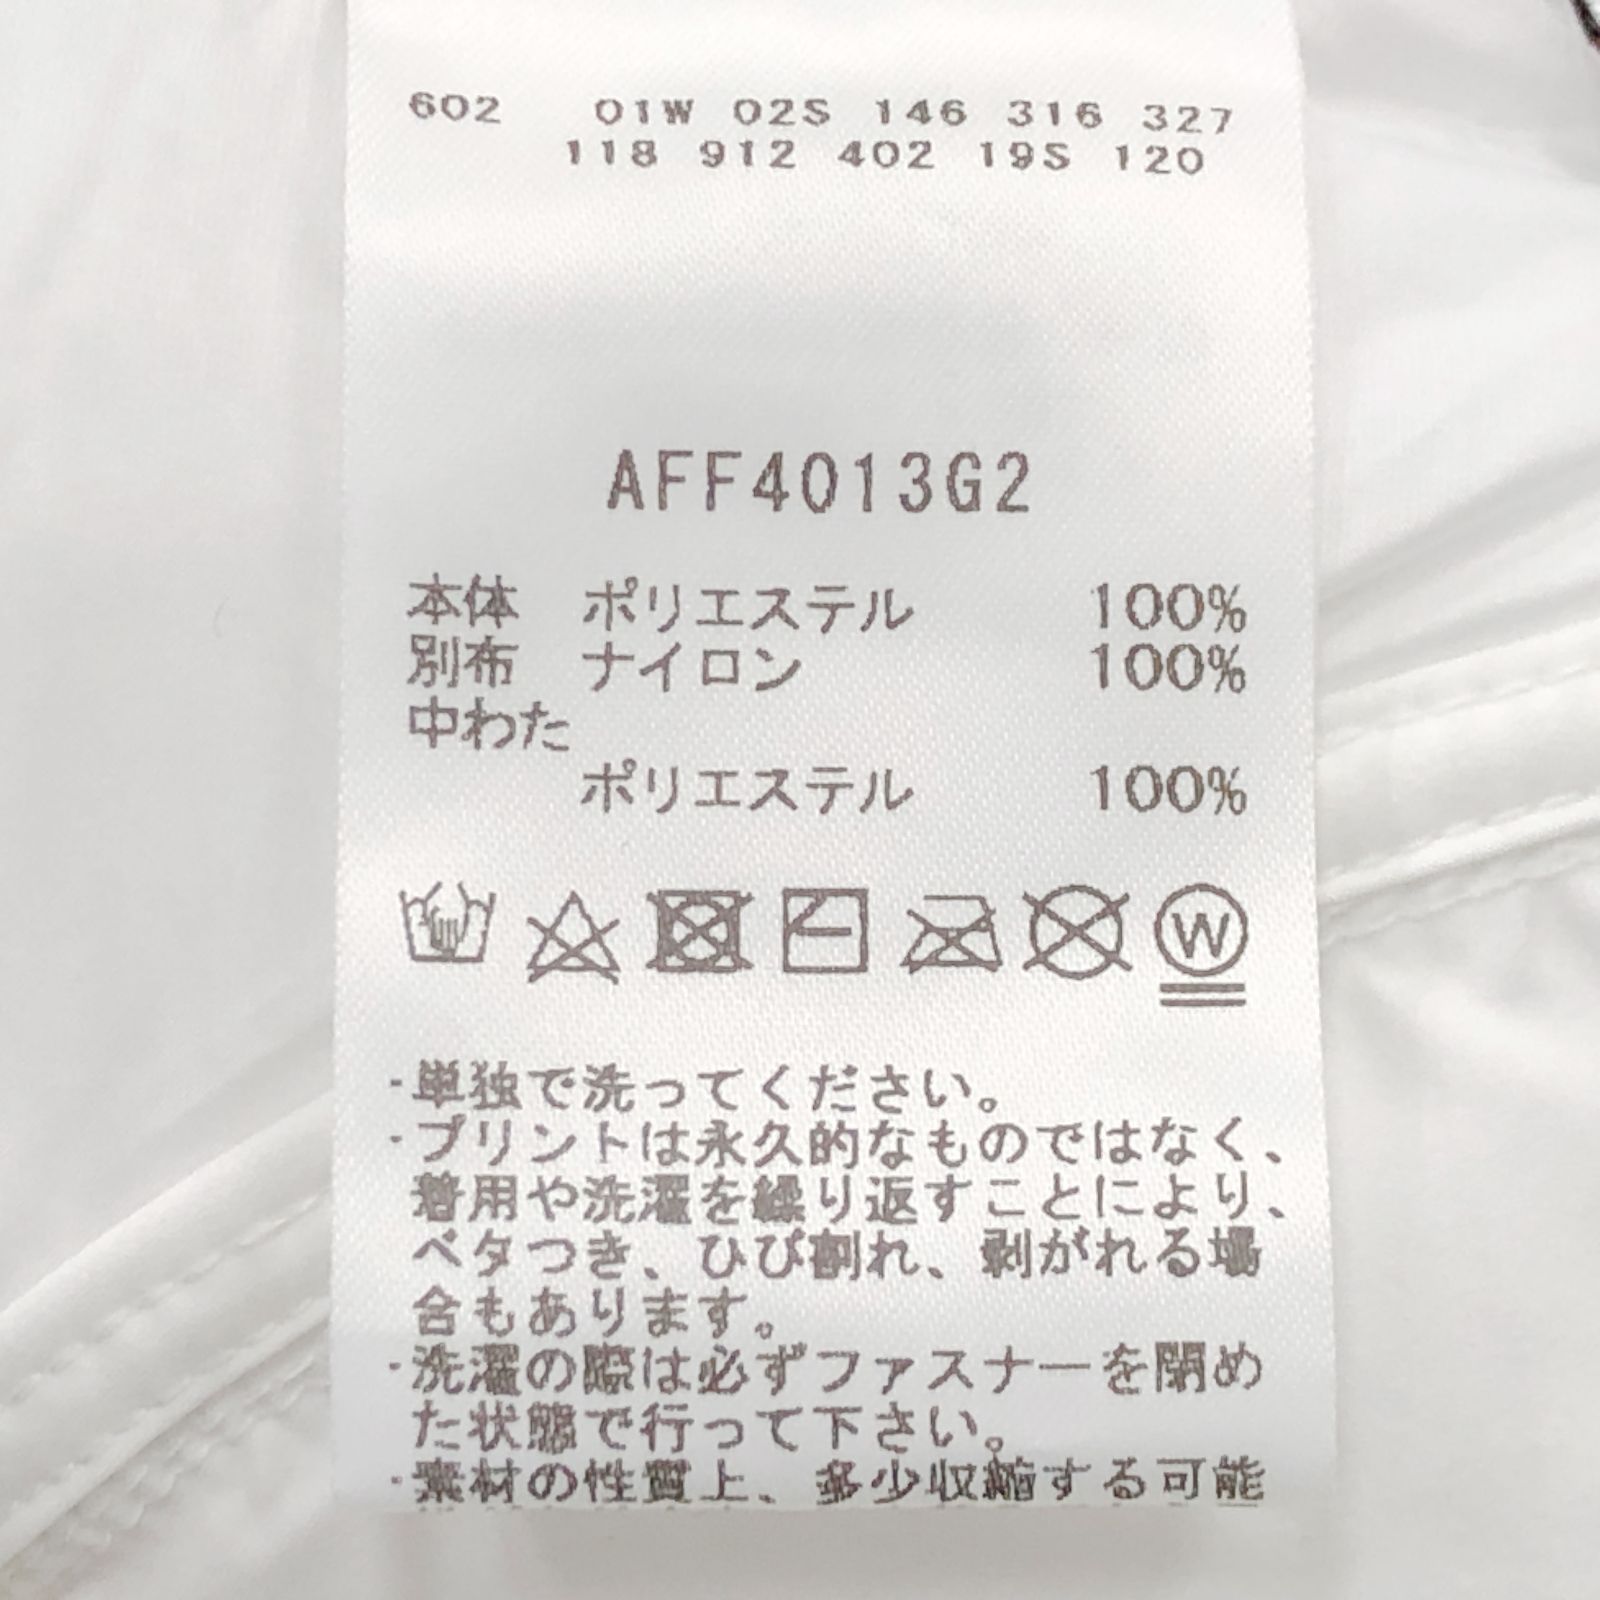 602 01W 02S 146 316 327
118 912 402 19S 120
AFF4013G2
本体 ポリエステル 100%
別布 ナイロン 100%
中わた
ポリエステル 100%
W
・単独で洗ってください。
・プリントは永久的なものではなく、
着用や洗濯を繰り返すことにより、
ベタつき、ひび割れ、剥がれる場
合もあります。
・洗濯の際は必ずファスナーを閉め
た状態で行って下さい。
・素材の性質上、多少収縮する可能